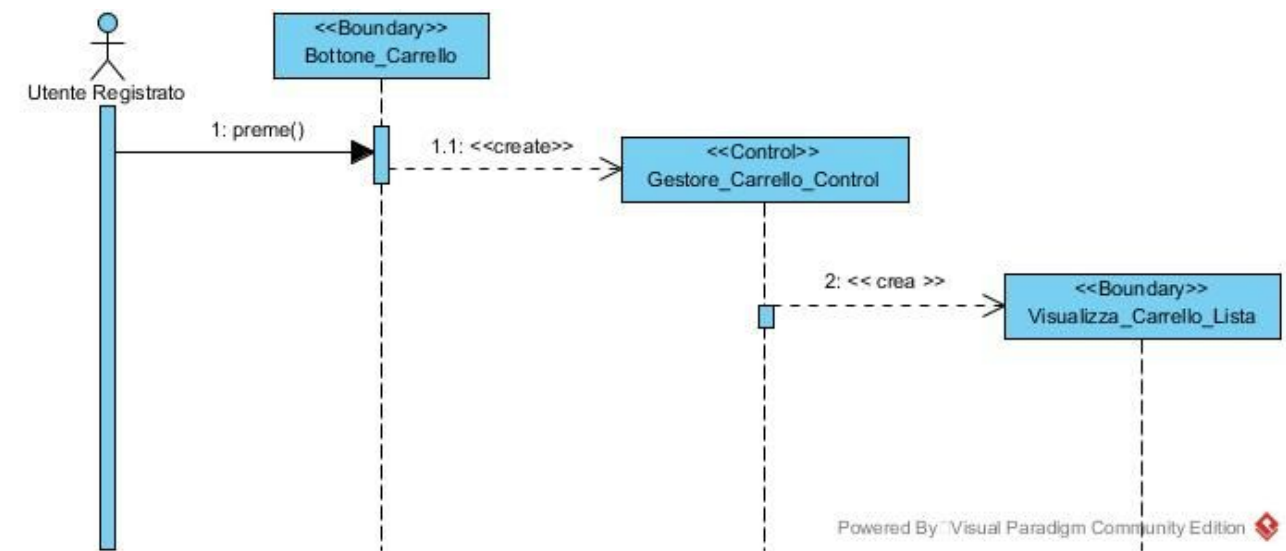 <<Boundary>>
Bottone_Carrello
Utente Registrato
1: preme()
1.1: <<create>>
<<Control>>
Gestore_Carrello_Control
2: << crea >>
<<Boundary>>
Visualizza_Carrello_Lista
Powered By Visual Paradigm Community Edition